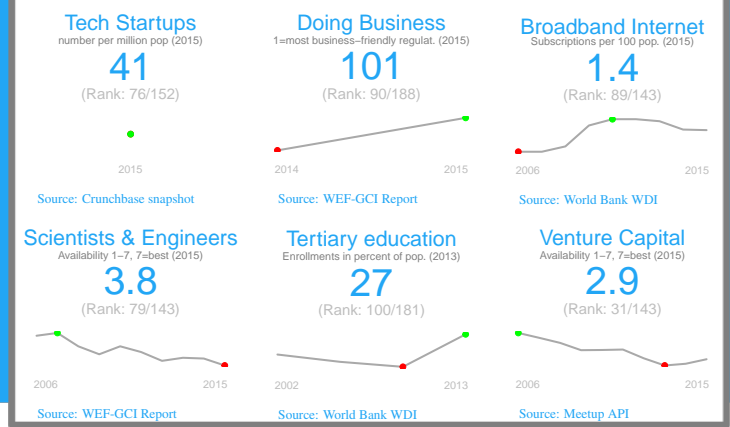 Tech Startups
number per million pop (2015)
41
(Rank: 76/152)
2015
Source: Crunchbase snapshot
Doing Business
1=most business−friendly regulat. (2015)
101
(Rank: 90/188)
2014
2015
Source: WEF-GCI Report
Broadband Internet
Subscriptions per 100 pop. (2015)
1.4
(Rank: 89/143)
2006
2015
Source: World Bank WDI
Scientists & Engineers
Availability 1−7, 7=best (2015)
3.8
(Rank: 79/143)
2006
2015
Source: WEF-GCI Report
Tertiary education
Enrollments in percent of pop. (2013)
27
(Rank: 100/181)
2002
2013
Source: World Bank WDI
Venture Capital
Availability 1−7, 7=best (2015)
2.9
(Rank: 31/143)
2006
2015
Source: Meetup API